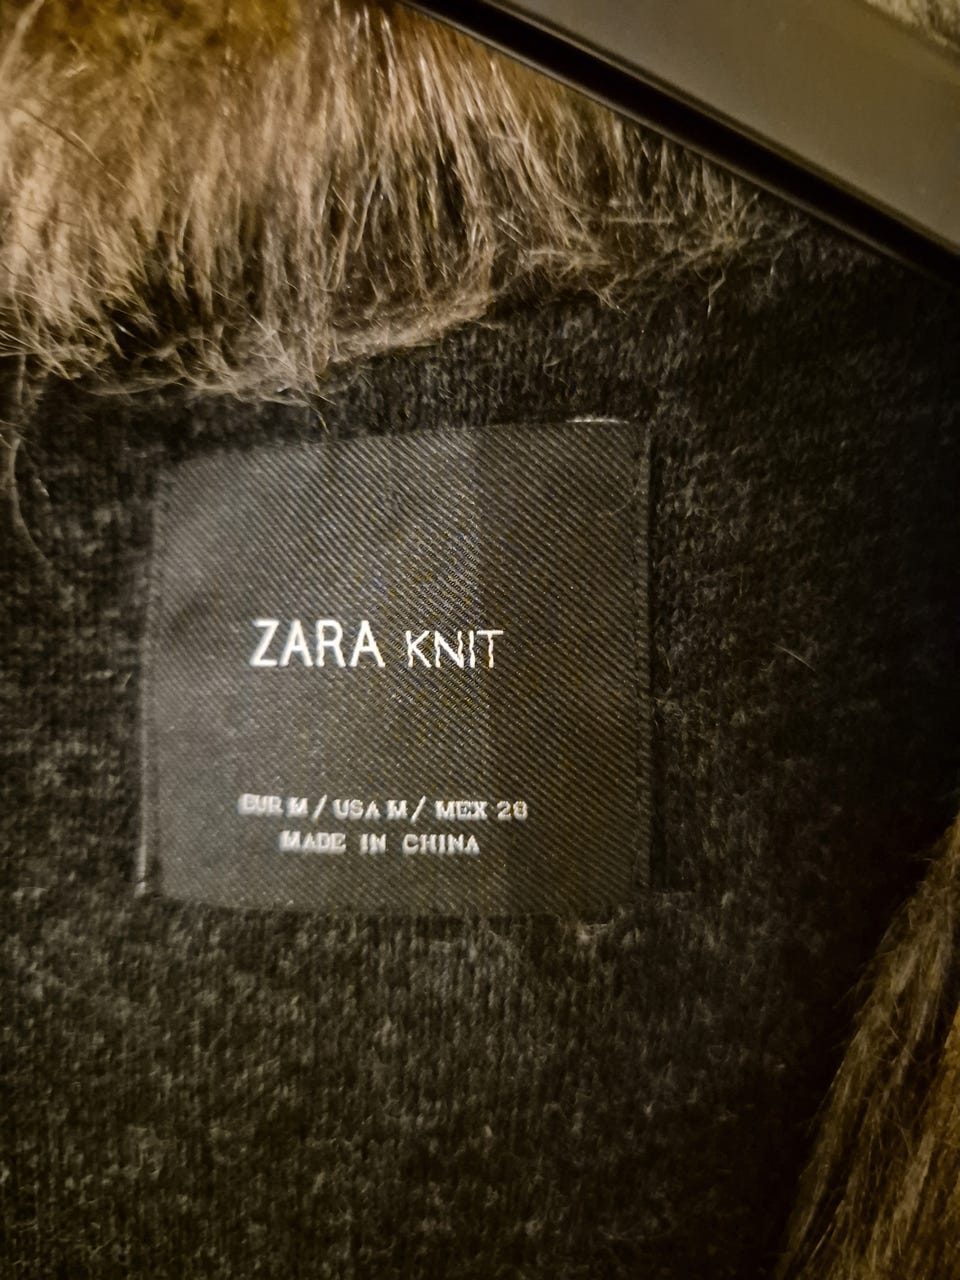 ZARA KNIT
EUR M / USA M / MEX 28
MADE IN CHINA